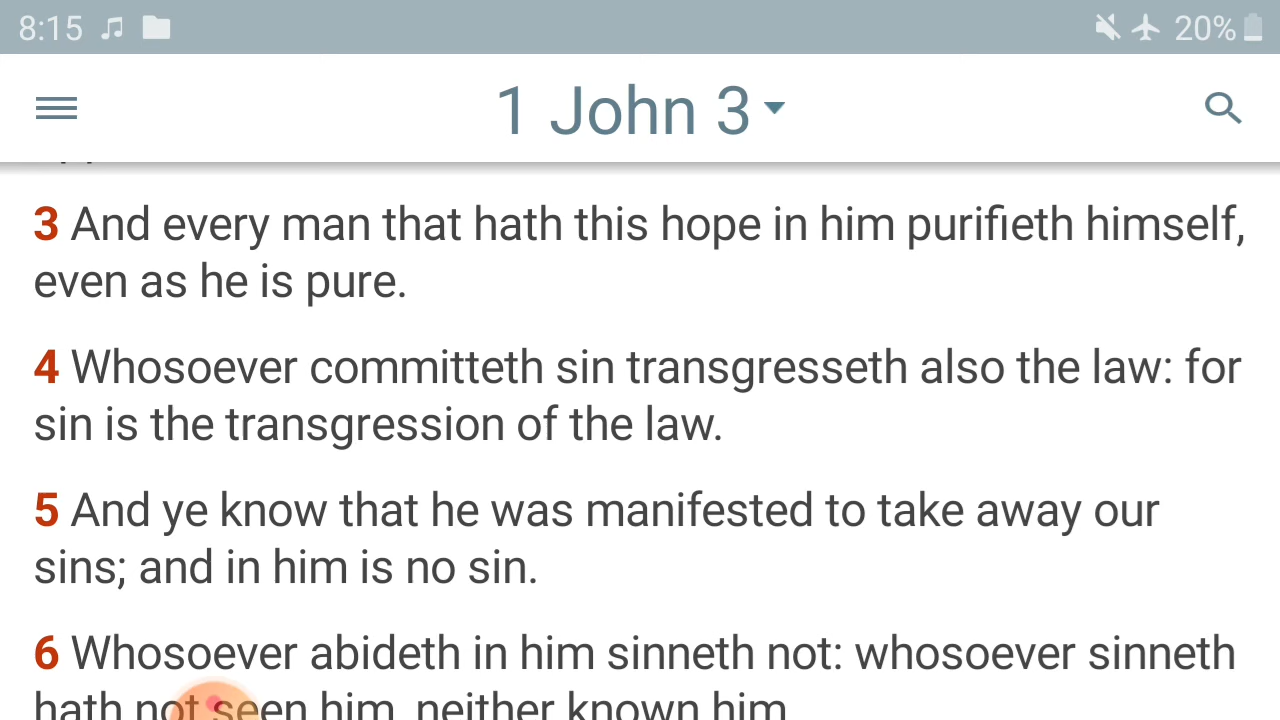 8:15 20%
1 John 3
3 And every man that hath this hope in him purifieth himself,
even as he is pure.
4 Whosoever committeth sin transgresseth also the law: for
sin is the transgression of the law.
5 And ye know that he was manifested to take away our
sins; and in him is no sin.
6 Whosoever abideth in him sinneth not: whosoever sinneth
hath not seen him, neither known him